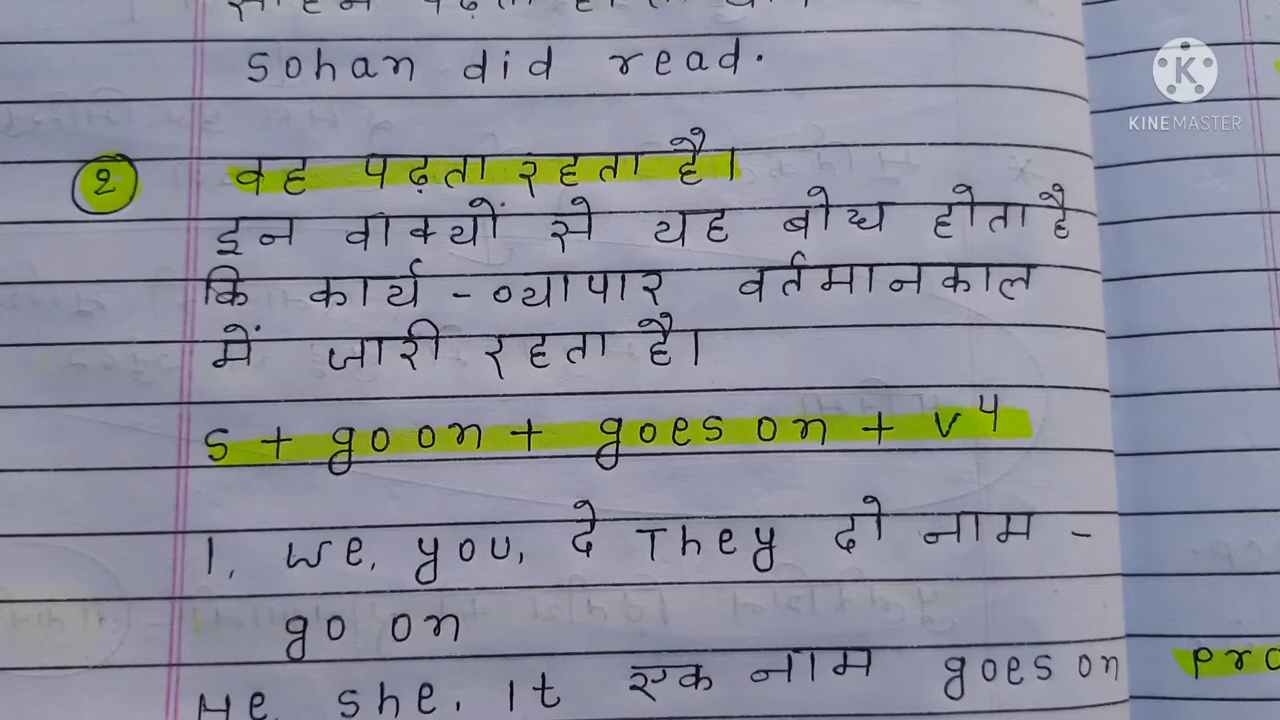 sohan did read.
K
KINEMASTER
२ वह पढ़ता रहता है।
इन वाक्यों से यह बोध होता है
कि कार्य - व्यापार वर्तमानकाल
में जारी रहता है।
s + go on + goes on + v4
I, we, you, दे They दो नाम -
go on
He, she, It एक नाम goes on